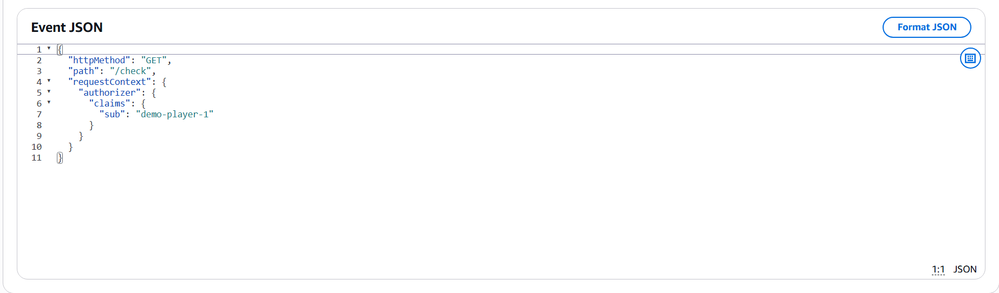 Event JSON
Format JSON
1 {
2   "httpMethod": "GET",
3   "path": "/check",
4   "requestContext": {
5     "authorizer": {
6       "claims": {
7         "sub": "demo-player-1"
8       }
9     }
10   }
11 }
1:1 JSON